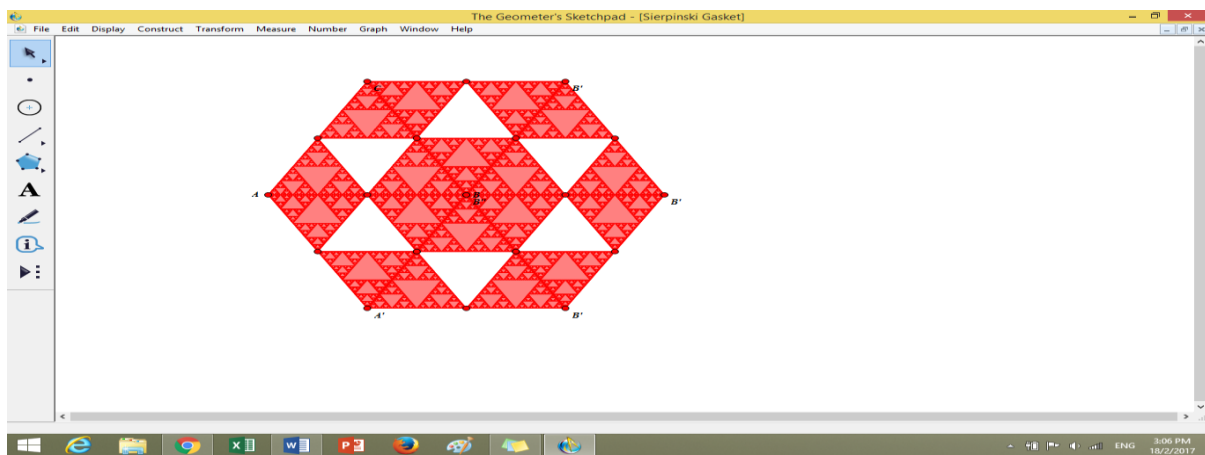 The Geometer's Sketchpad - [Sierpinski Gasket]
File Edit Display Construct Transform Measure Number Graph Window Help
A
C
B'
A
B
B''
B'
A'
B'
ENG
3:06 PM
18/2/2017